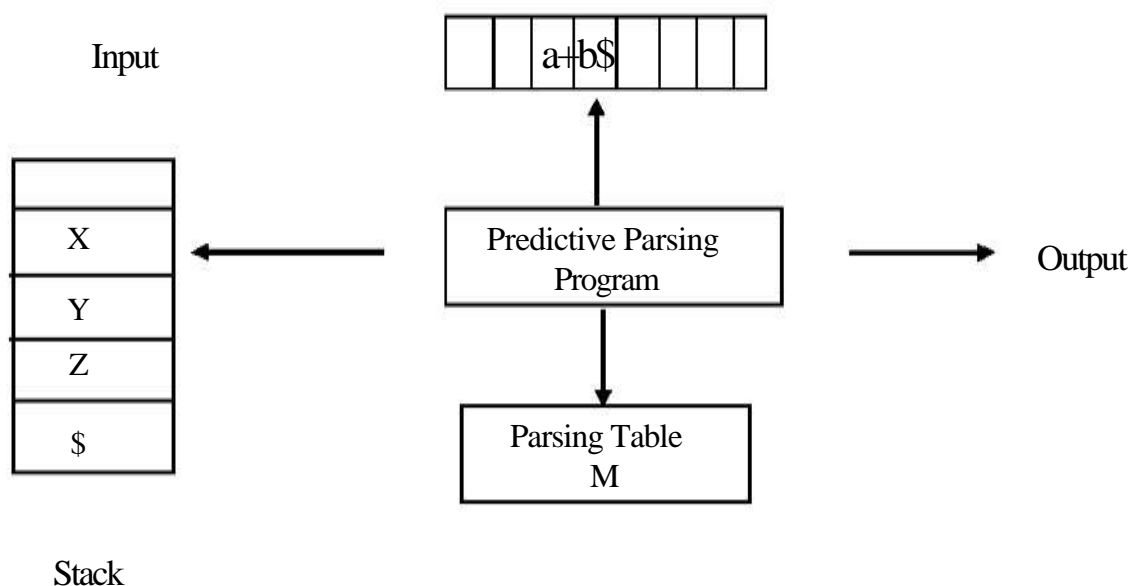 Input
a+b$
X
Y
Z
$
Stack
Predictive Parsing
Program
Output
Parsing Table
M